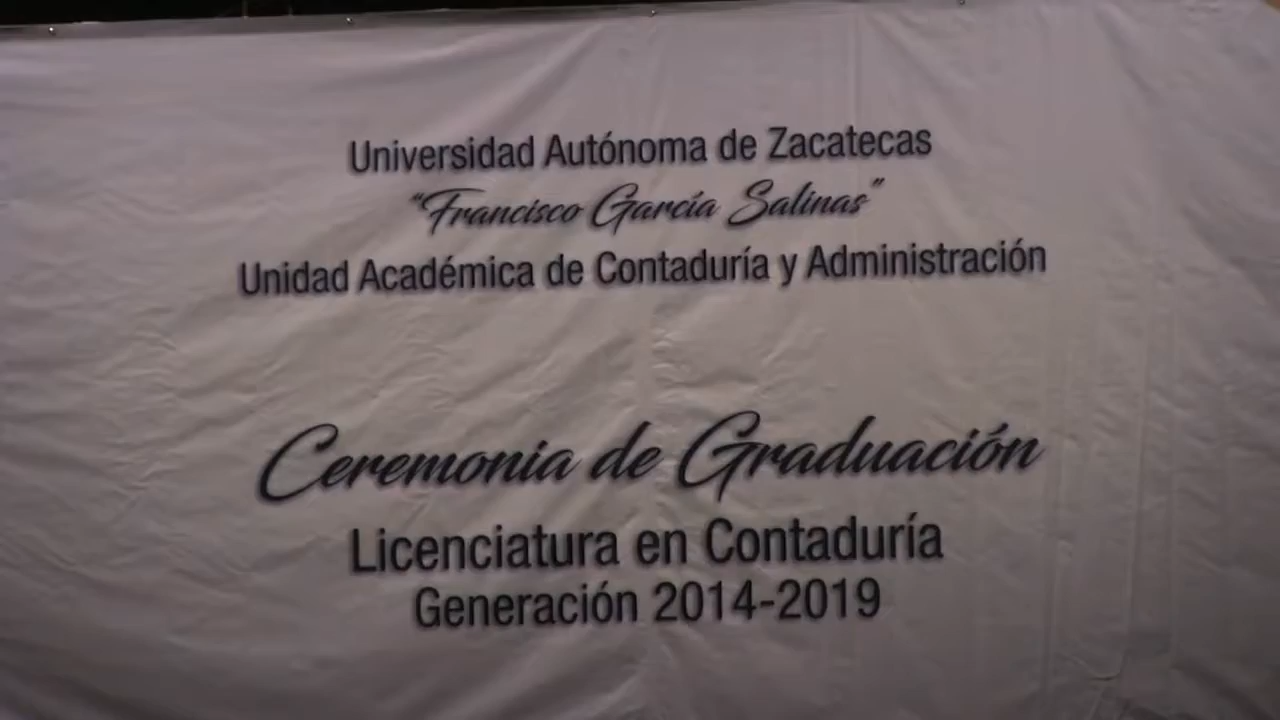 Universidad Autónoma de Zacatecas
"Francisco García Salinas"
Unidad Académica de Contaduría y Administración
Ceremonia de Graduación
Licenciatura en Contaduría
Generación 2014-2019